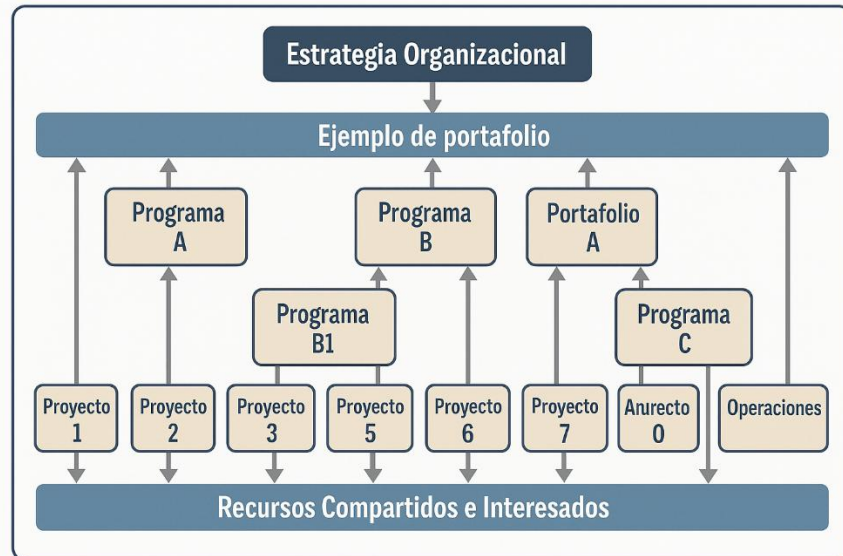 Estrategia Organizacional
Ejemplo de portafolio
Programa
A
Programa
B
Portafolio
A
Programa
B1
Programa
C
Proyecto
1
Proyecto
2
Proyecto
3
Proyecto
5
Proyecto
6
Proyecto
7
Anurecto
0
Operaciones
Recursos Compartidos e Interesados